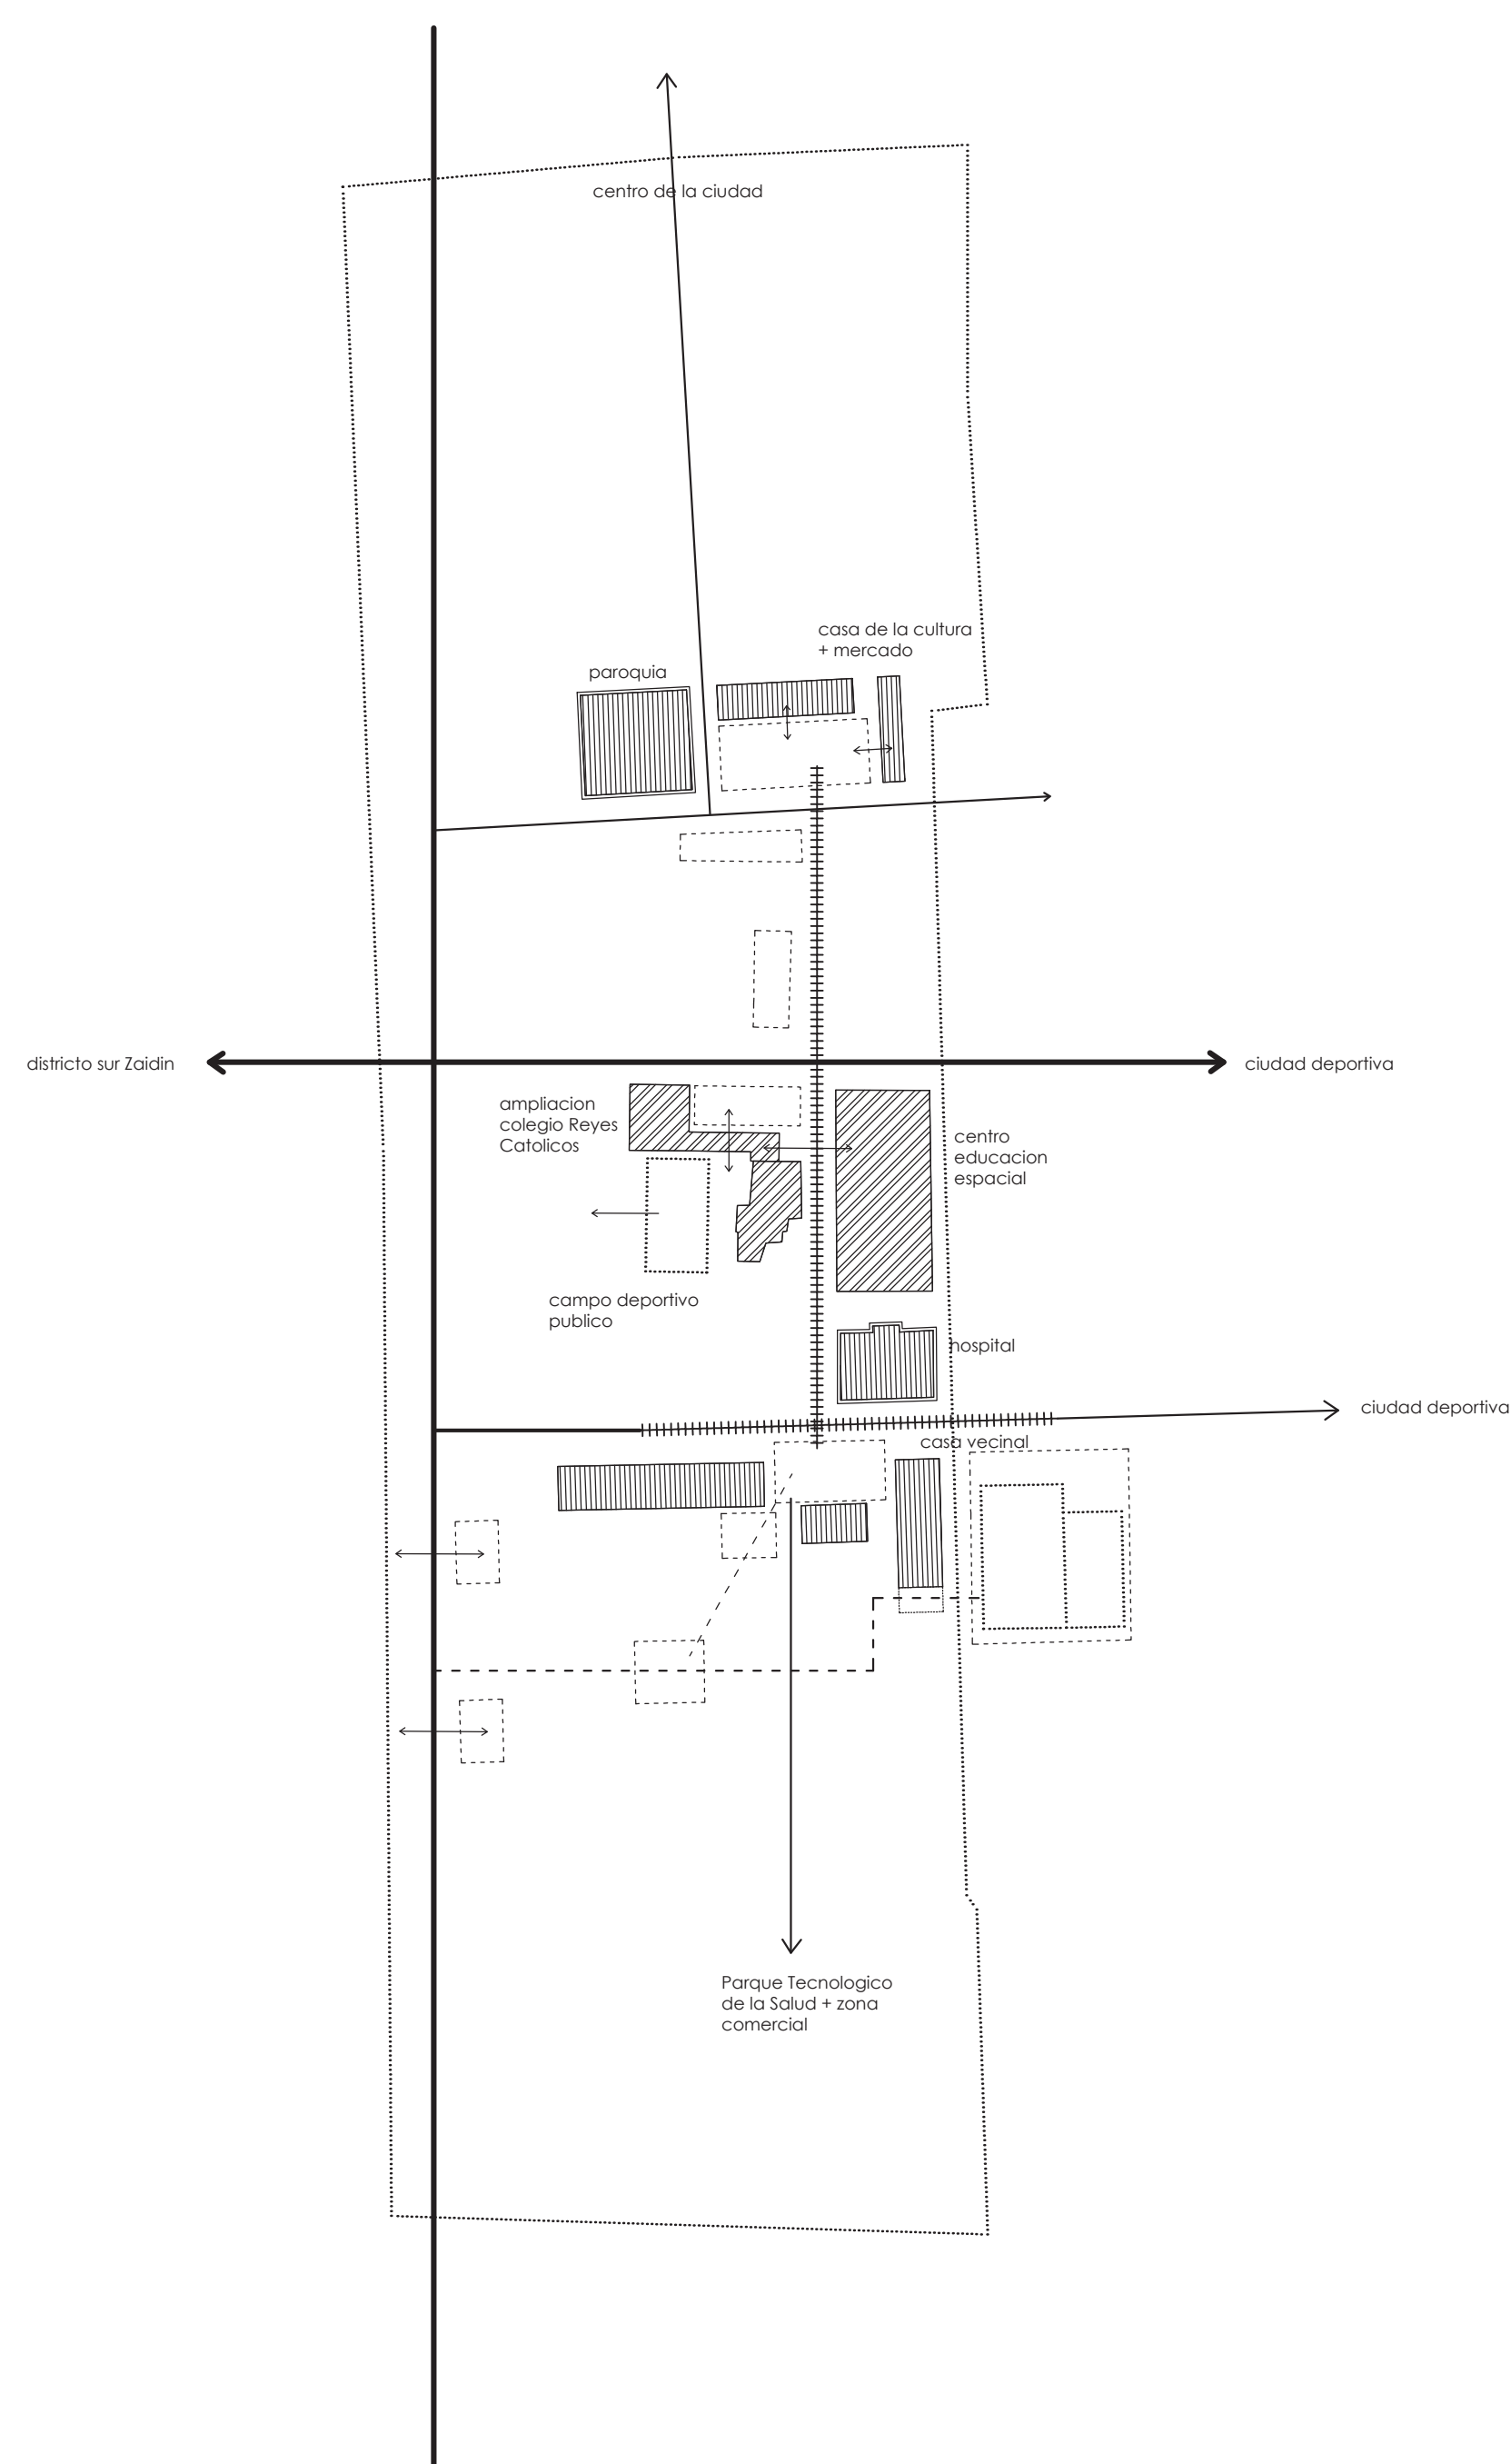 centro de la ciudad
casa de la cultura
+ mercado
paroquia
districto sur Zaidin
ciudad deportiva
ampliacion
colegio Reyes
Catolicos
centro
educacion
espacial
campo deportivo
publico
hospital
ciudad deportiva
casa vecinal
Parque Tecnologico
de la Salud + zona
comercial